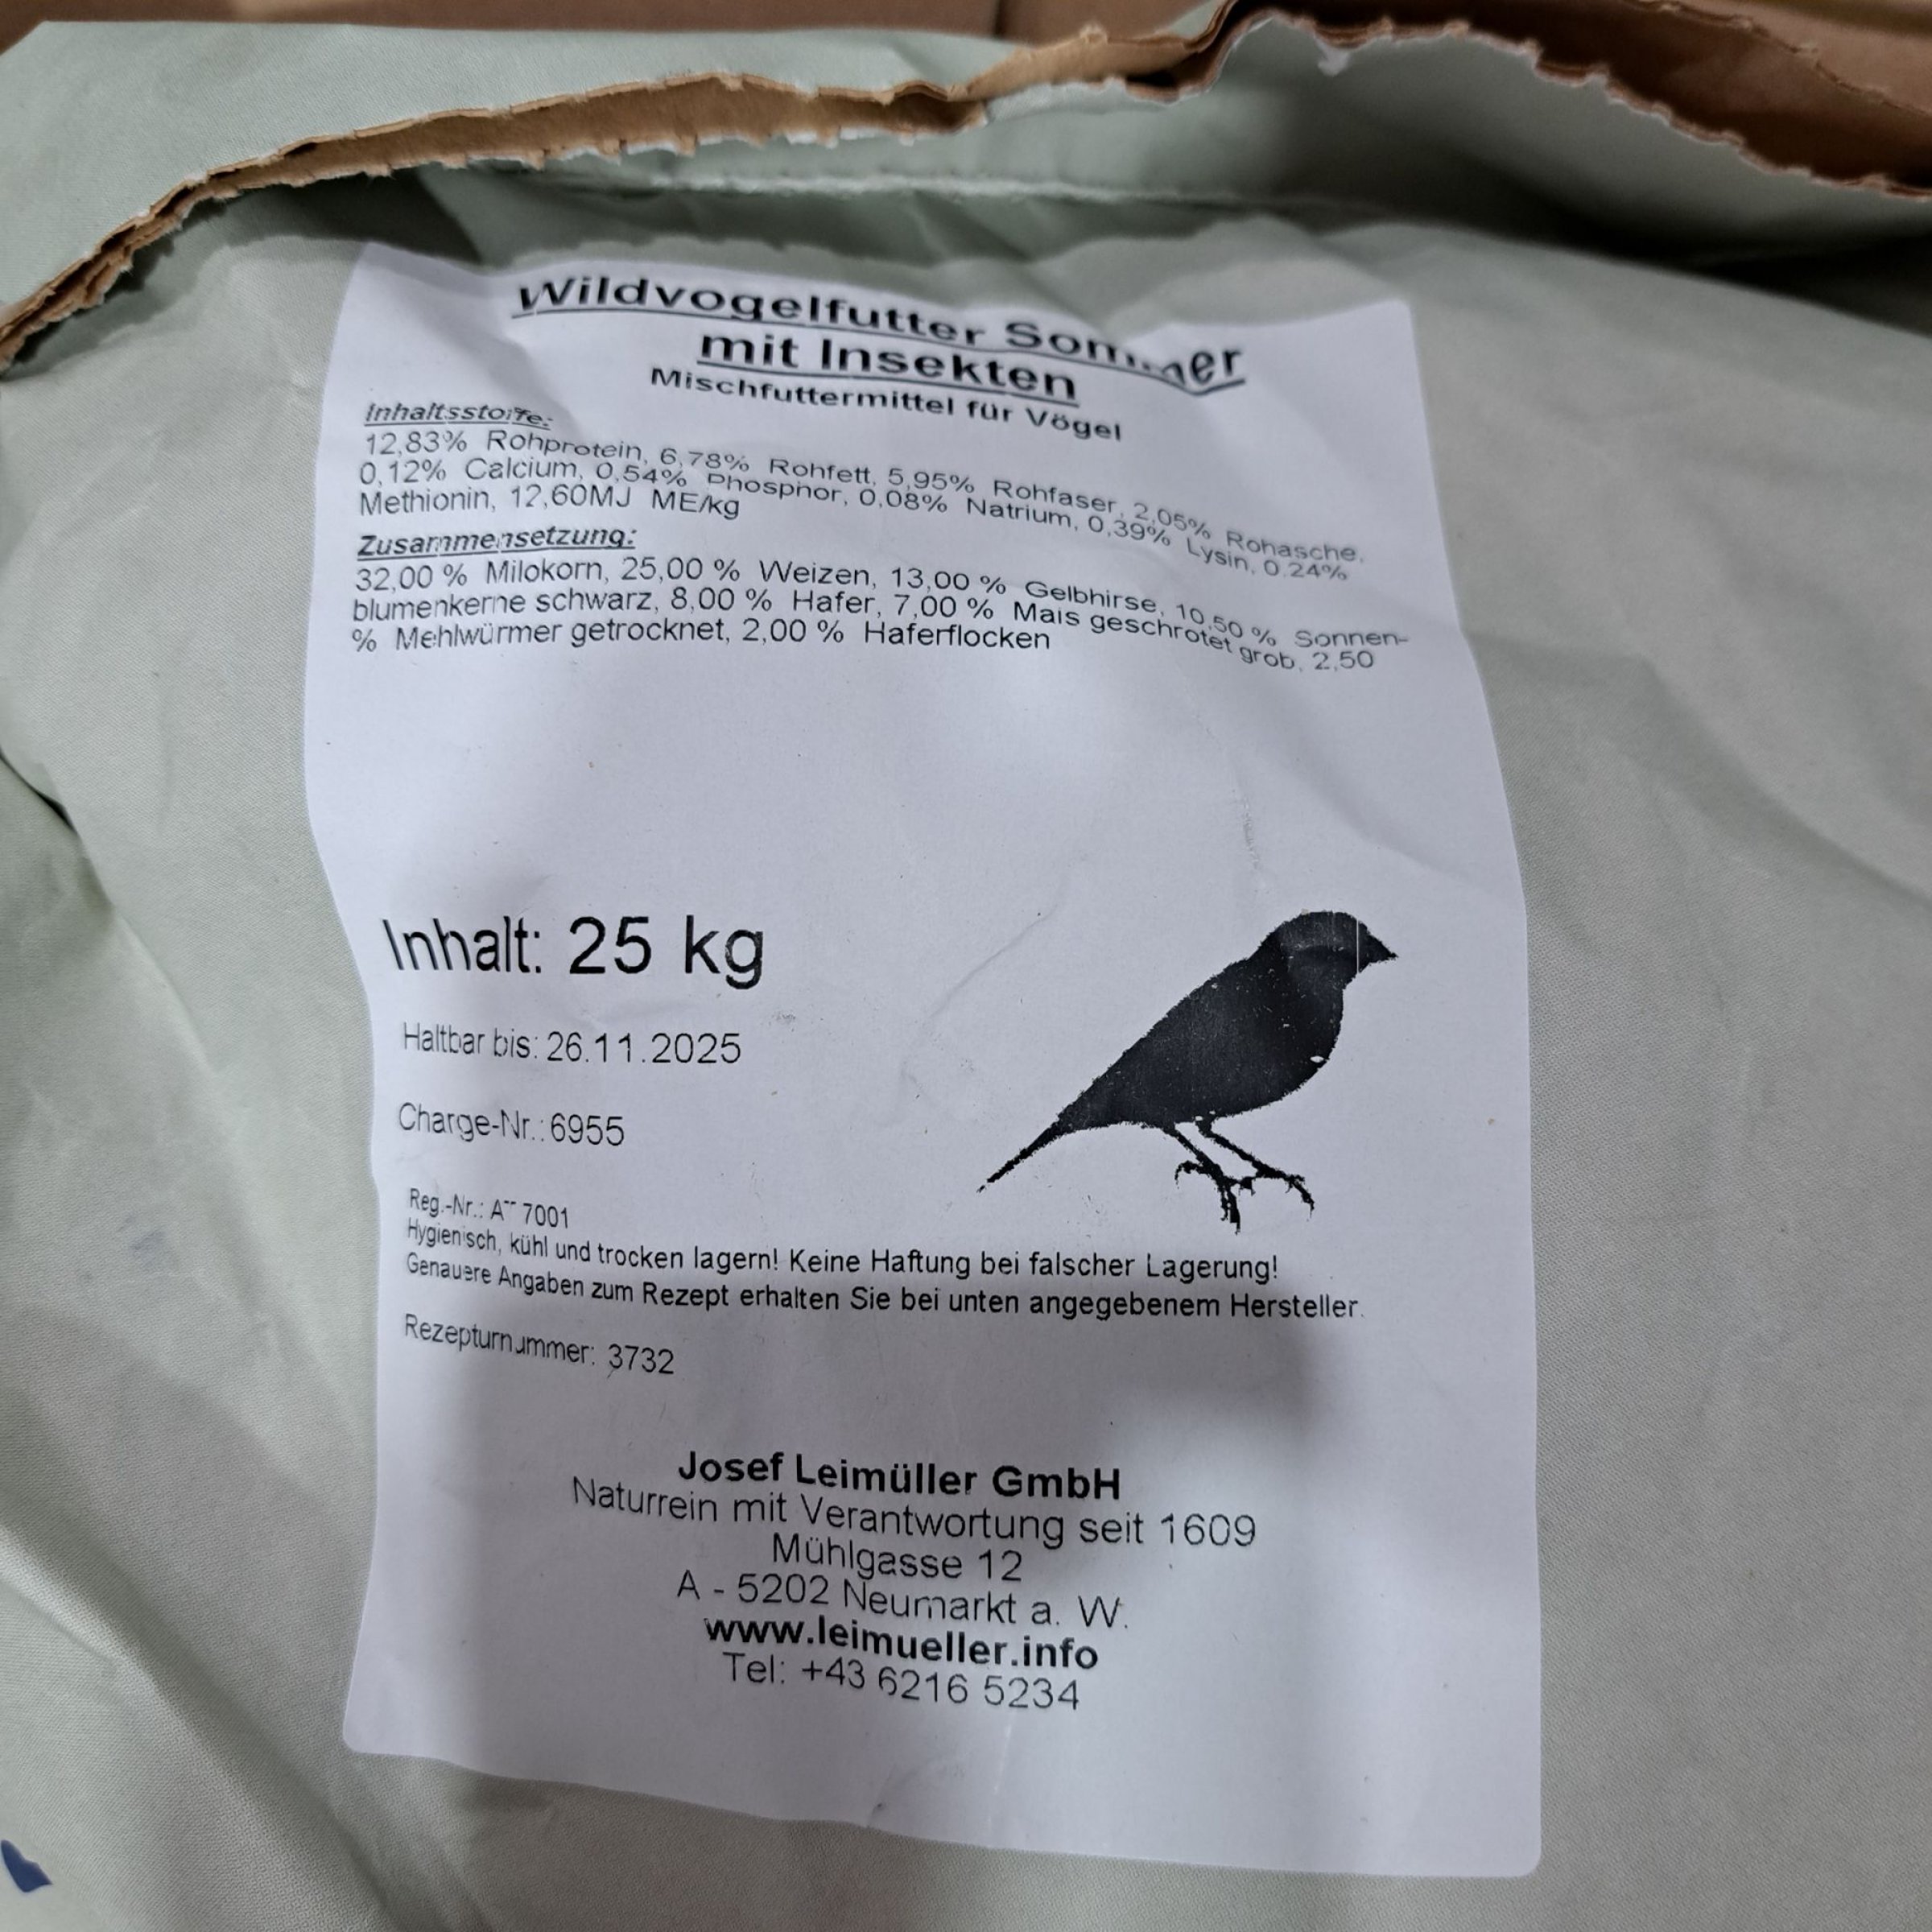 Wildvogelfutter Sommer
mit Insekten
Mischfuttermittel für Vögel
Inhaltsstoffe:
12,83% Rohprotein, 6,78% Rohfett, 5,95% Rohfaser, 2,05% Rohasche,
0,12% Calcium, 0,54% Phosphor, 0,08% Natrium, 0,39% Lysin, 0,24%
Methionin, 12,60MJ ME/kg
Zusammensetzung:
32,00 % Milokorn, 25,00 % Weizen, 13,00 % Gelbhirse, 10,50 % Sonnen-
blumenkerne schwarz, 8,00 % Hafer, 7,00 % Mais geschrotet grob, 2,50
% Mehlwürmer getrocknet, 2,00 % Haferflocken
Inhalt: 25 kg
Haltbar bis: 26.11.2025
Charge-Nr.: 6955
Reg.-Nr.: 7001
Hygienisch, kühl und trocken lagern! Keine Haftung bei falscher Lagerung!
Genauere Angaben zum Rezept erhalten Sie bei unten angegebenem Hersteller.
Rezepturnummer: 3732
Josef Leimüller GmbH
Naturrein mit Verantwortung seit 1609
Mühlgasse 12
A - 5202 Neumarkt a. W.
www.leimueller.info
Tel: +43 6216 5234